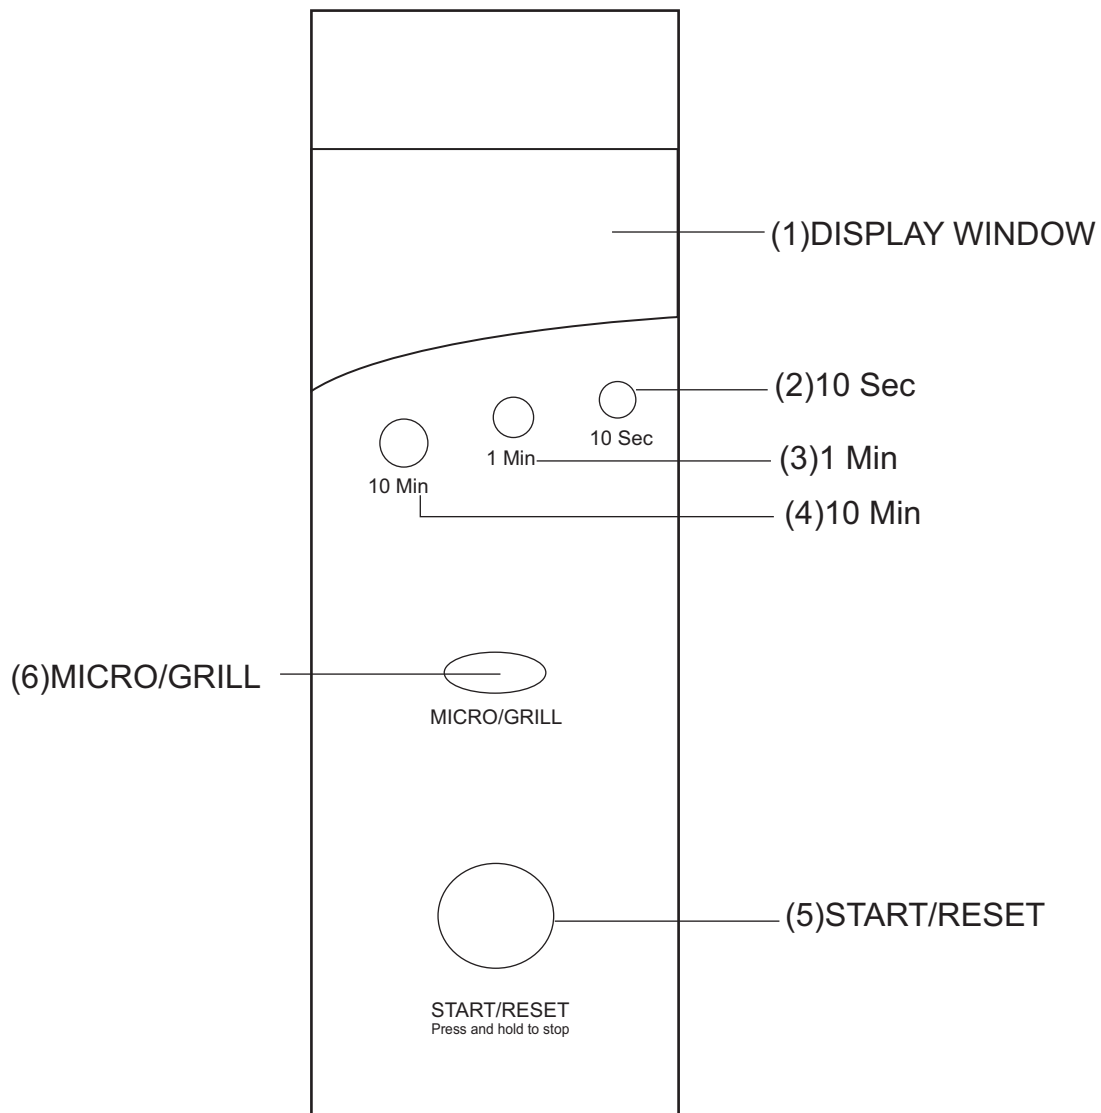 (1)DISPLAY WINDOW
(2)10 Sec
10 Sec
1 Min
(3)1 Min
10 Min
(4)10 Min
(6)MICRO/GRILL
MICRO/GRILL
(5)START/RESET
START/RESET
Press and hold to stop